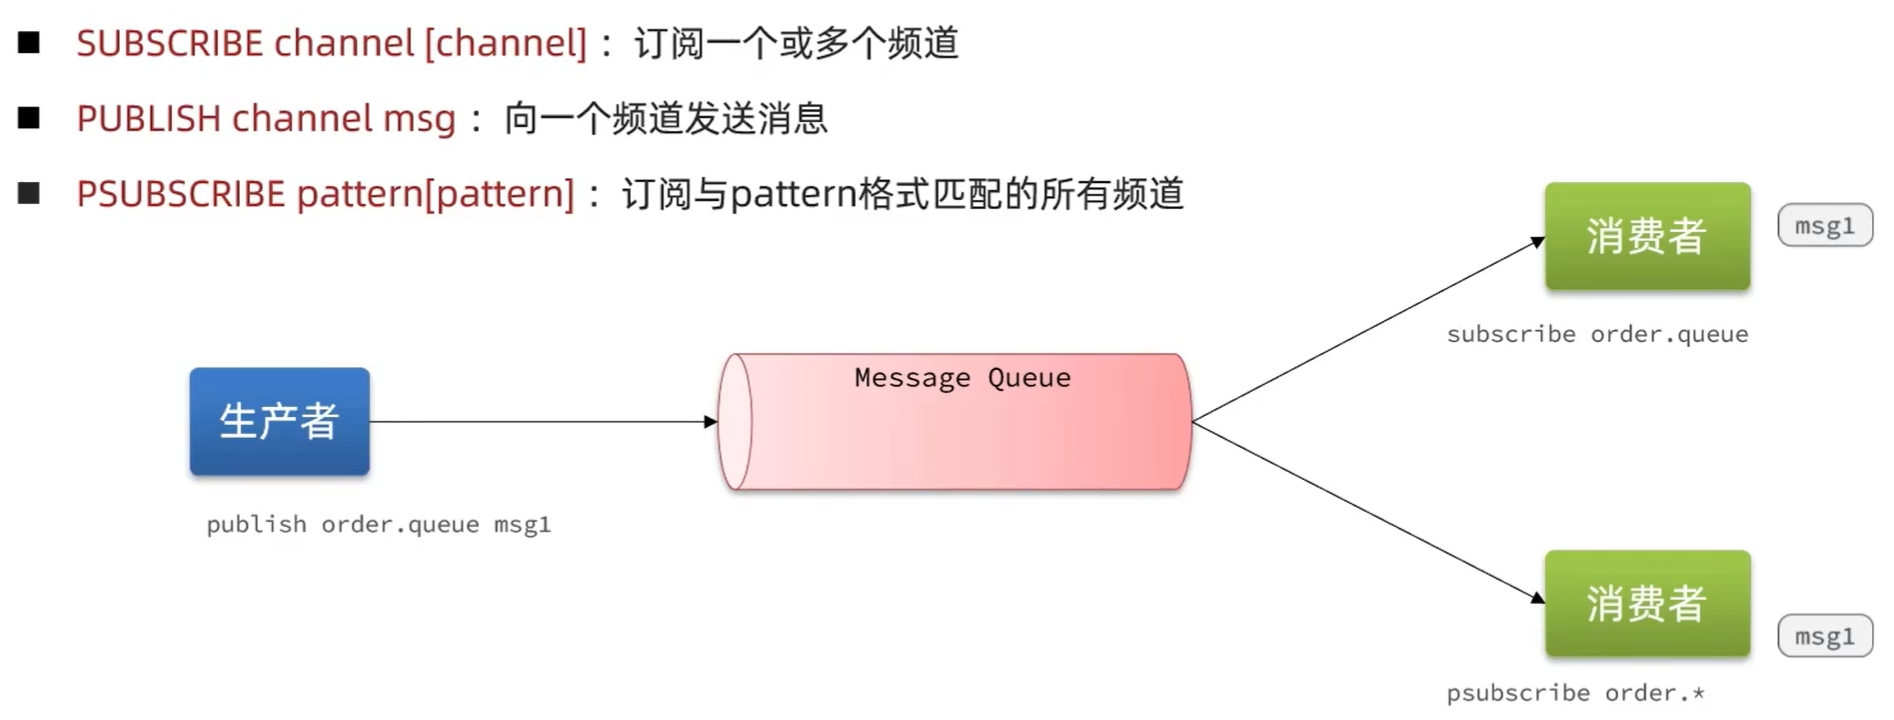 SUBSCRIBE channel [channel] ：订阅一个或多个频道
PUBLISH channel msg ：向一个频道发送消息
PSUBSCRIBE pattern[pattern] ：订阅与pattern格式匹配的所有频道
消费者
msg1
subscribe order.queue
Message Queue
生产者
publish order.queue msg1
消费者
msg1
psubscribe order.*